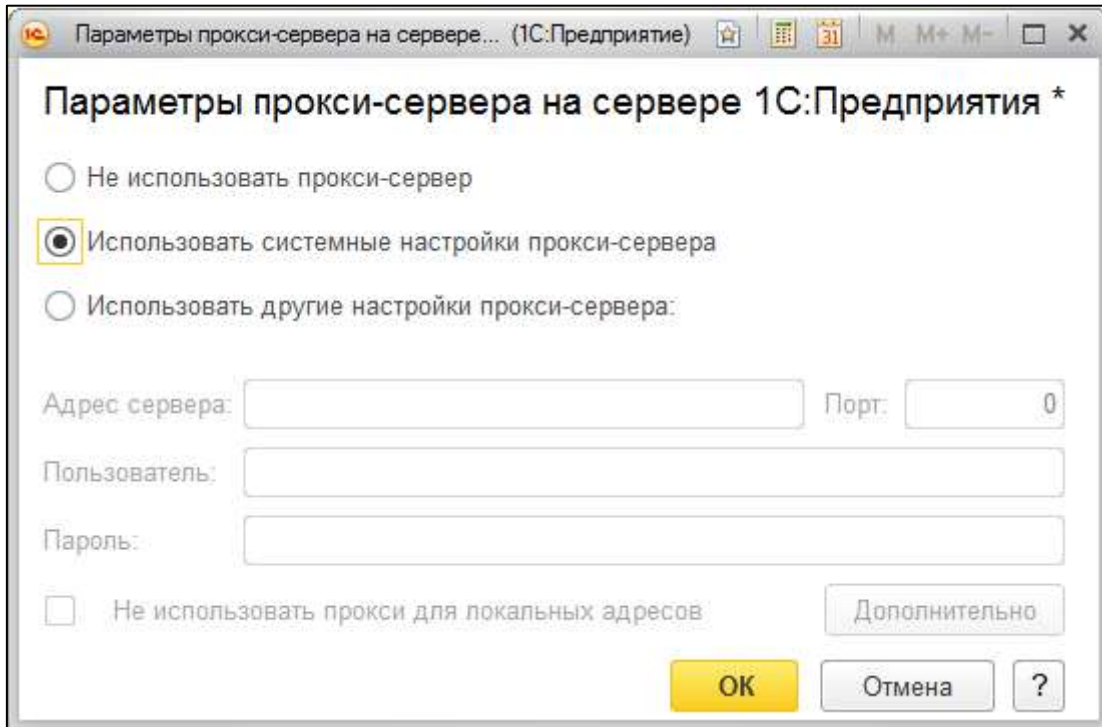 1С Параметры прокси-сервера на сервере... (1С:Предприятие) 31 M M+ M-
Параметры прокси-сервера на сервере 1С:Предприятия *
Не использовать прокси-сервер
Использовать системные настройки прокси-сервера
Использовать другие настройки прокси-сервера:
Адрес сервера: Порт: 0
Пользователь:
Пароль:
Не использовать прокси для локальных адресов Дополнительно
ОК Отмена ?